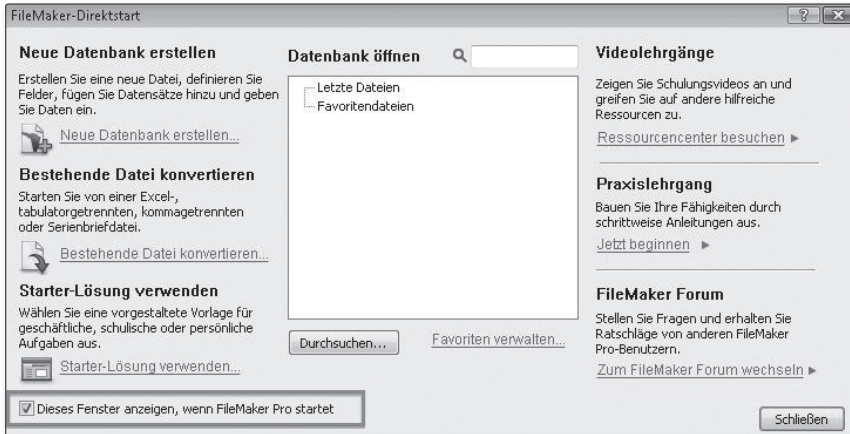 FileMaker-Direktstart
Neue Datenbank erstellen
Erstellen Sie eine neue Datei, definieren Sie
Felder, fügen Sie Datensätze hinzu und geben
Sie Daten ein.
Neue Datenbank erstellen...
Bestehende Datei konvertieren
Starten Sie von einer Excel-,
tabulatorgetrennten, kommagetrennten
oder Serienbriefdatei.
Bestehende Datei konvertieren...
Starter-Lösung verwenden
Wählen Sie eine vorgestaltete Vorlage für
geschäftliche, schulische oder persönliche
Aufgaben aus.
Starter-Lösung verwenden...
Dieses Fenster anzeigen, wenn FileMaker Pro startet
Datenbank öffnen
Letzte Dateien
Favoritendateien
Durchsuchen...
Favoriten verwalten...
Videolehrgänge
Zeigen Sie Schulungsvideos an und
greifen Sie auf andere hilfreiche
Ressourcen zu.
Ressourcencenter besuchen
Praxislehrgang
Bauen Sie Ihre Fähigkeiten durch
schrittweise Anleitungen aus.
Jetzt beginnen
FileMaker Forum
Stellen Sie Fragen und erhalten Sie
Ratschläge von anderen FileMaker
Pro-Benutzern.
Zum FileMaker Forum wechseln
Schließen